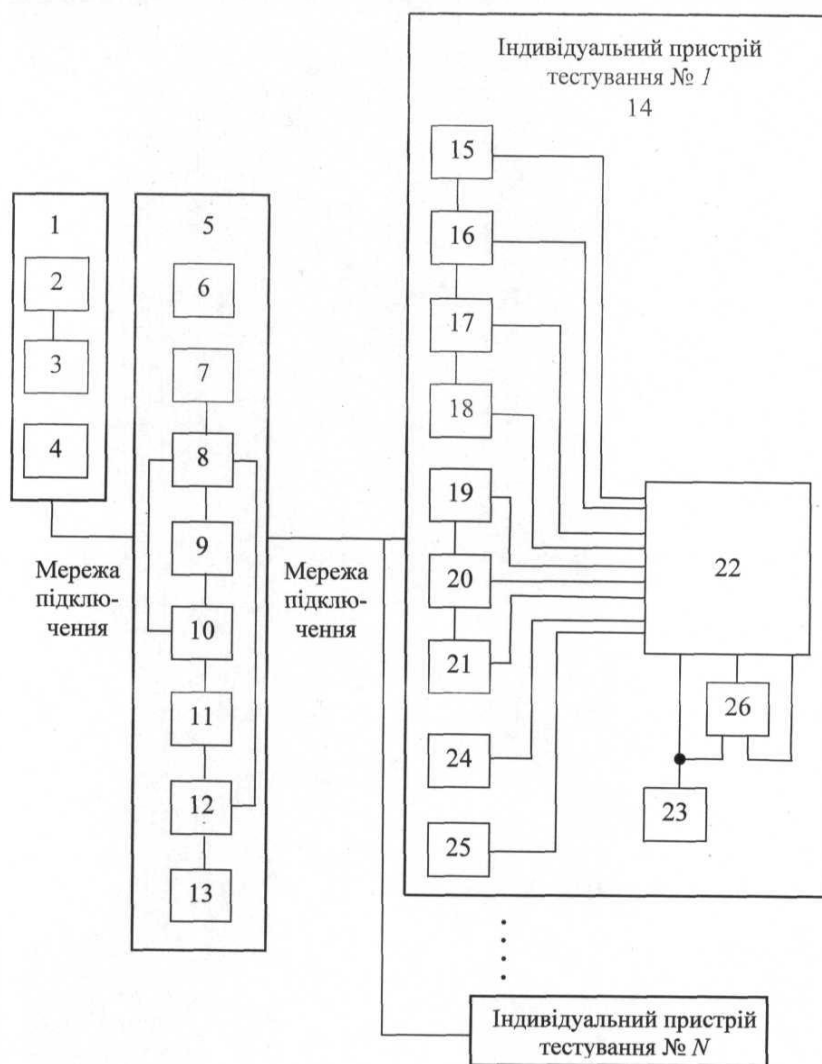 Індивідуальний пристрій
тестування № 1
14
15
16
17
18
19
20
21
24
25
22
26
23
1
2
3
4
5
6
7
8
9
10
11
12
13
Мережа
підклю-
чення
Мережа
підклю-
чення
Індивідуальний пристрій
тестування № N